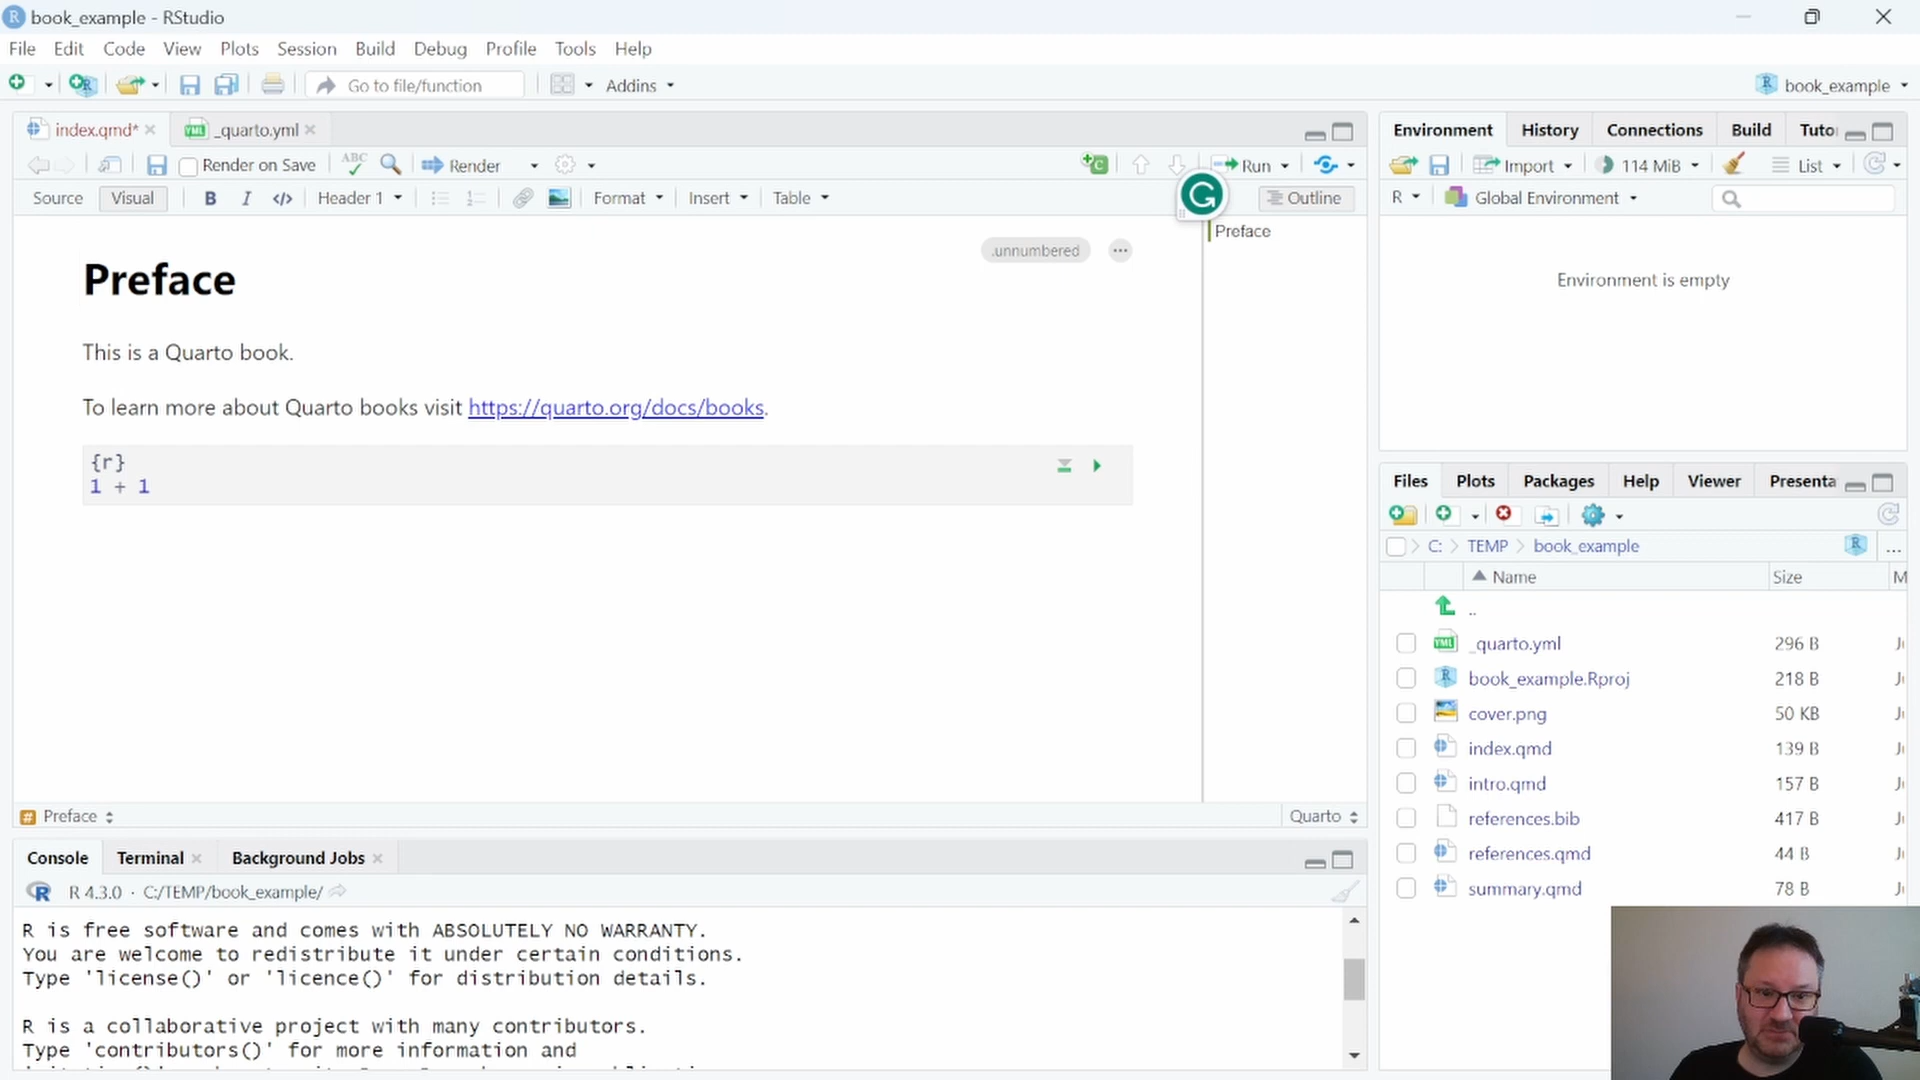 book_example - RStudio
File Edit Code View Plots Session Build Debug Profile Tools Help
Go to file/function Addins book_example
index.qmd* _quarto.yml
Render on Save ABC Render Run
Source Visual B I </> Header 1 Format Insert Table Outline
.unnumbered
Preface
Preface
This is a Quarto book.
To learn more about Quarto books visit https://quarto.org/docs/books.
{r}
1 + 1
# Preface Quarto
Console Terminal Background Jobs
R 4.3.0 · C:/TEMP/book_example/
R is free software and comes with ABSOLUTELY NO WARRANTY.
You are welcome to redistribute it under certain conditions.
Type 'license()' or 'licence()' for distribution details.
R is a collaborative project with many contributors.
Type 'contributors()' for more information and
Environment History Connections Build Tuto
Import 114 MiB List
R Global Environment
Environment is empty
Files Plots Packages Help Viewer Presenta
C: TEMP book_example ...
Name Size M
..
YML _quarto.yml 296 B
book_example.Rproj 218 B
cover.png 50 KB
index.qmd 139 B
intro.qmd 157 B
references.bib 417 B
references.qmd 44 B
summary.qmd 78 B